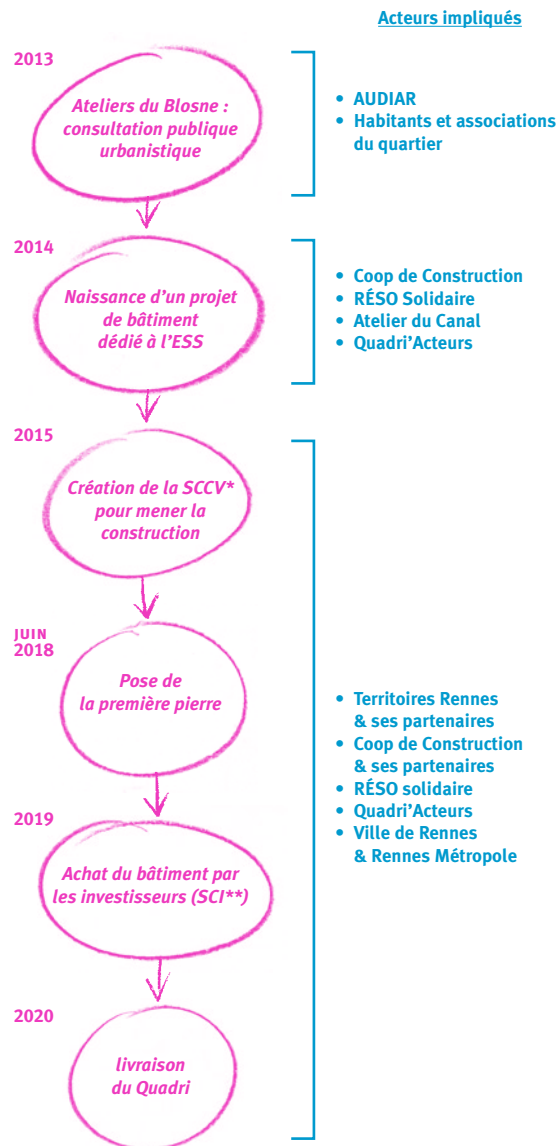 Acteurs impliqués
2013
Ateliers du Blosne :
consultation publique
urbanistique
• AUDIAR
• Habitants et associations
du quartier
2014
Naissance d'un projet
de bâtiment
dédié à l'ESS
• Coop de Construction
• RÉSO Solidaire
• Atelier du Canal
• Quadri'Acteurs
2015
Création de la SCCV*
pour mener la
construction
JUIN
2018
Pose de
la première pierre
2019
Achat du bâtiment par
les investisseurs (SCI**)
2020
livraison
du Quadri
• Territoires Rennes
& ses partenaires
• Coop de Construction
& ses partenaires
• RÉSO solidaire
• Quadri'Acteurs
• Ville de Rennes
& Rennes Métropole